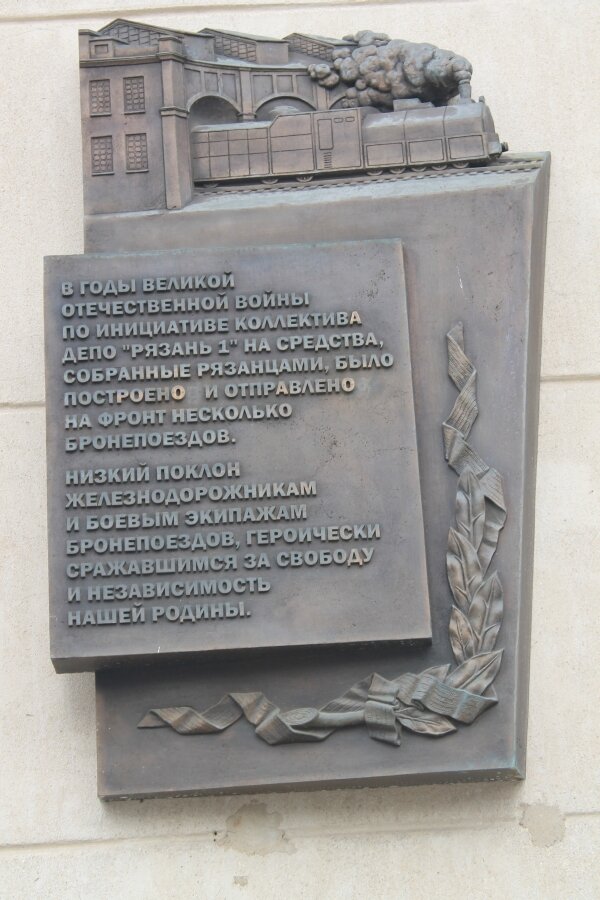 В ГОДЫ ВЕЛИКОЙ
ОТЕЧЕСТВЕННОЙ ВОЙНЫ
ПО ИНИЦИАТИВЕ КОЛЛЕКТИВА
ДЕПО "РЯЗАНЬ 1" НА СРЕДСТВА,
СОБРАННЫЕ РЯЗАНЦАМИ, БЫЛО
ПОСТРОЕНО И ОТПРАВЛЕНО
НА ФРОНТ НЕСКОЛЬКО
БРОНЕПОЕЗДОВ.
НИЗКИЙ ПОКЛОН
ЖЕЛЕЗНОДОРОЖНИКАМ
И БОЕВЫМ ЭКИПАЖАМ
БРОНЕПОЕЗДОВ, ГЕРОИЧЕСКИ
СРАЖАВШИМСЯ ЗА СВОБОДУ
И НЕЗАВИСИМОСТЬ
НАШЕЙ РОДИНЫ.